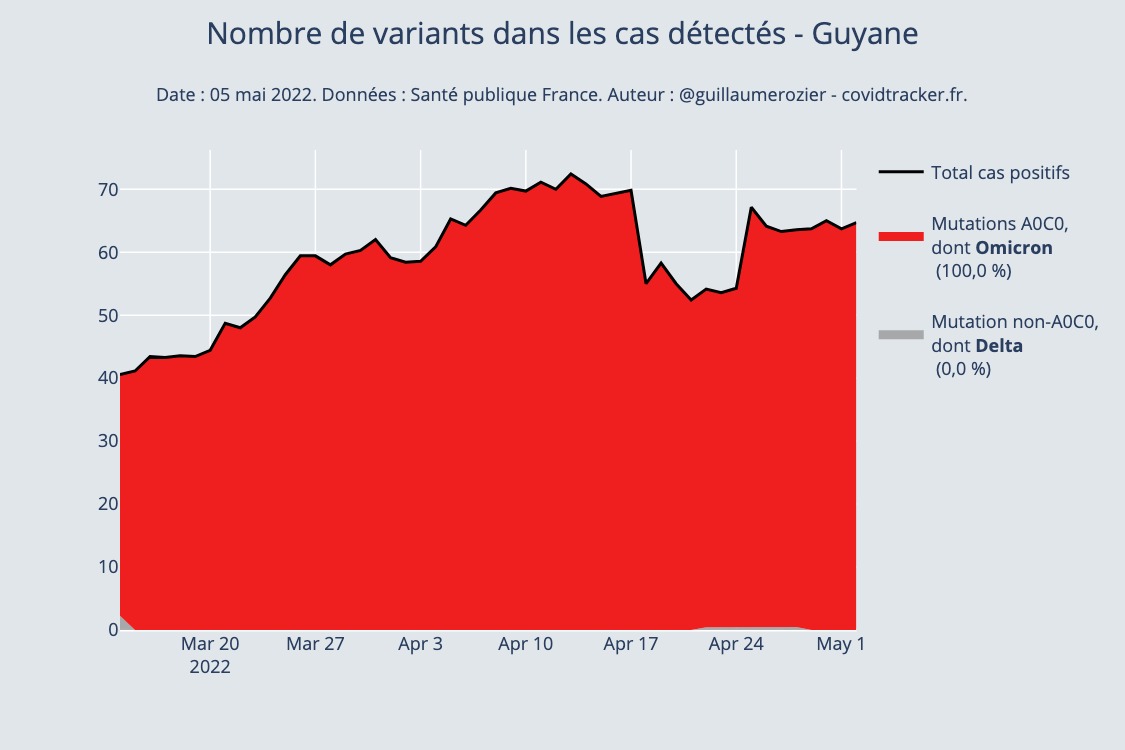 Nombre de variants dans les cas détectés - Guyane
Date : 05 mai 2022. Données : Santé publique France. Auteur : @guillaumerozier - covidtracker.fr.
Total cas positifs
Mutations A0C0,
dont Omicron
(100,0 %)
Mutation non-A0C0,
dont Delta
(0,0 %)
70
60
50
40
30
20
10
0
Mar 20
2022
Mar 27
Apr 3
Apr 10
Apr 17
Apr 24
May 1